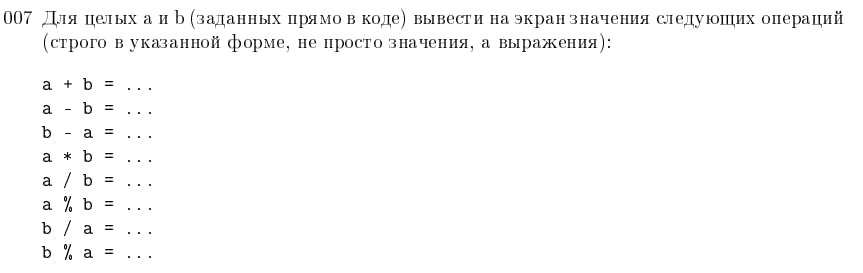 007 Для целых a и b (заданных прямо в коде) вывести на экран значения следующих операций
(строго в указанной форме, не просто значения, а выражения):
a + b = ...
a - b = ...
b - a = ...
a * b = ...
a / b = ...
a % b = ...
b / a = ...
b % a = ...